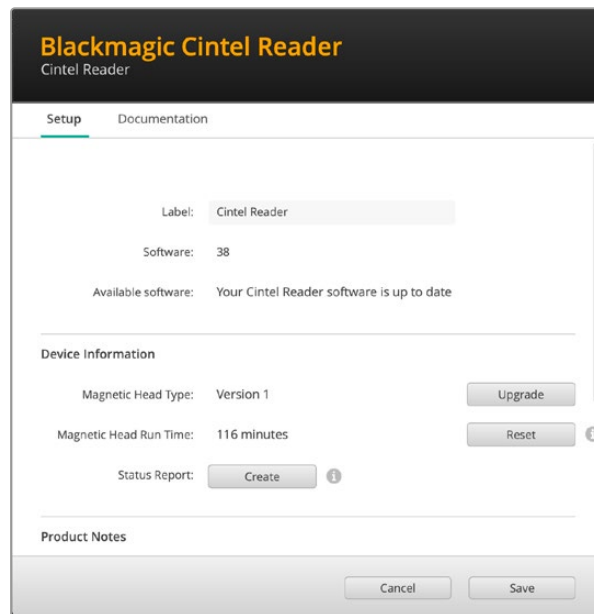 Blackmagic Cintel Reader
Cintel Reader
Setup Documentation
Label: Cintel Reader
Software: 38
Available software: Your Cintel Reader software is up to date
Device Information
Magnetic Head Type: Version 1 Upgrade
Magnetic Head Run Time: 116 minutes Reset
Status Report: Create
Product Notes
Cancel Save